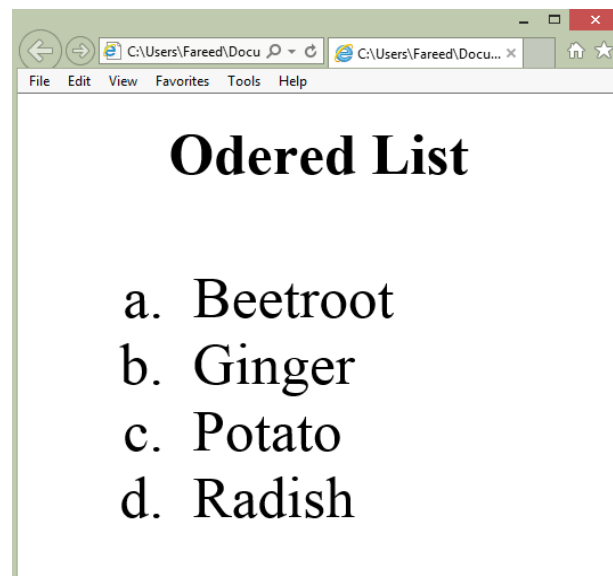 C:\Users\Fareed\Docu
C:\Users\Fareed\Docu...
File Edit View Favorites Tools Help
Odered List
a. Beetroot
b. Ginger
c. Potato
d. Radish